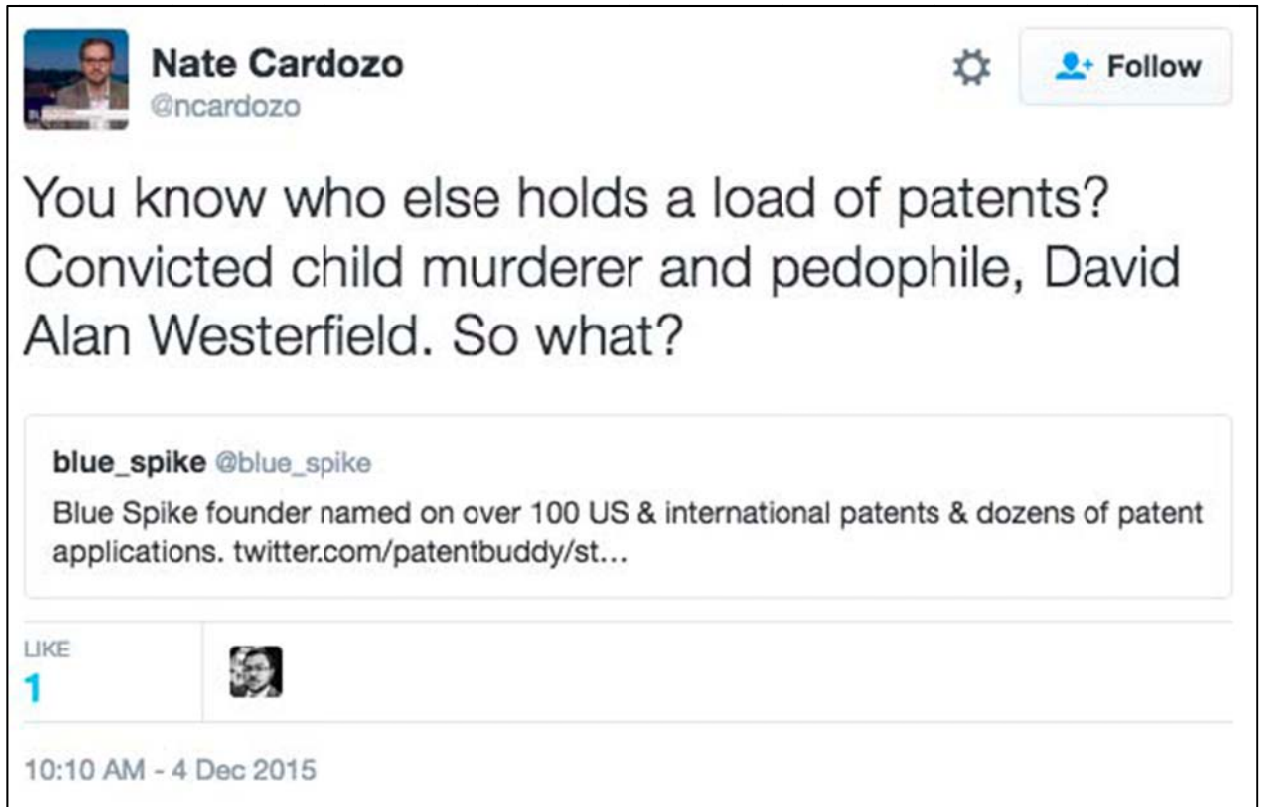 Nate Cardozo
@ncardozo
Follow
You know who else holds a load of patents?
Convicted child murderer and pedophile, David
Alan Westerfield. So what?
blue_spike @blue_spike
Blue Spike founder named on over 100 US & international patents & dozens of patent
applications. twitter.com/patentbuddy/st...
LIKE
1
10:10 AM - 4 Dec 2015